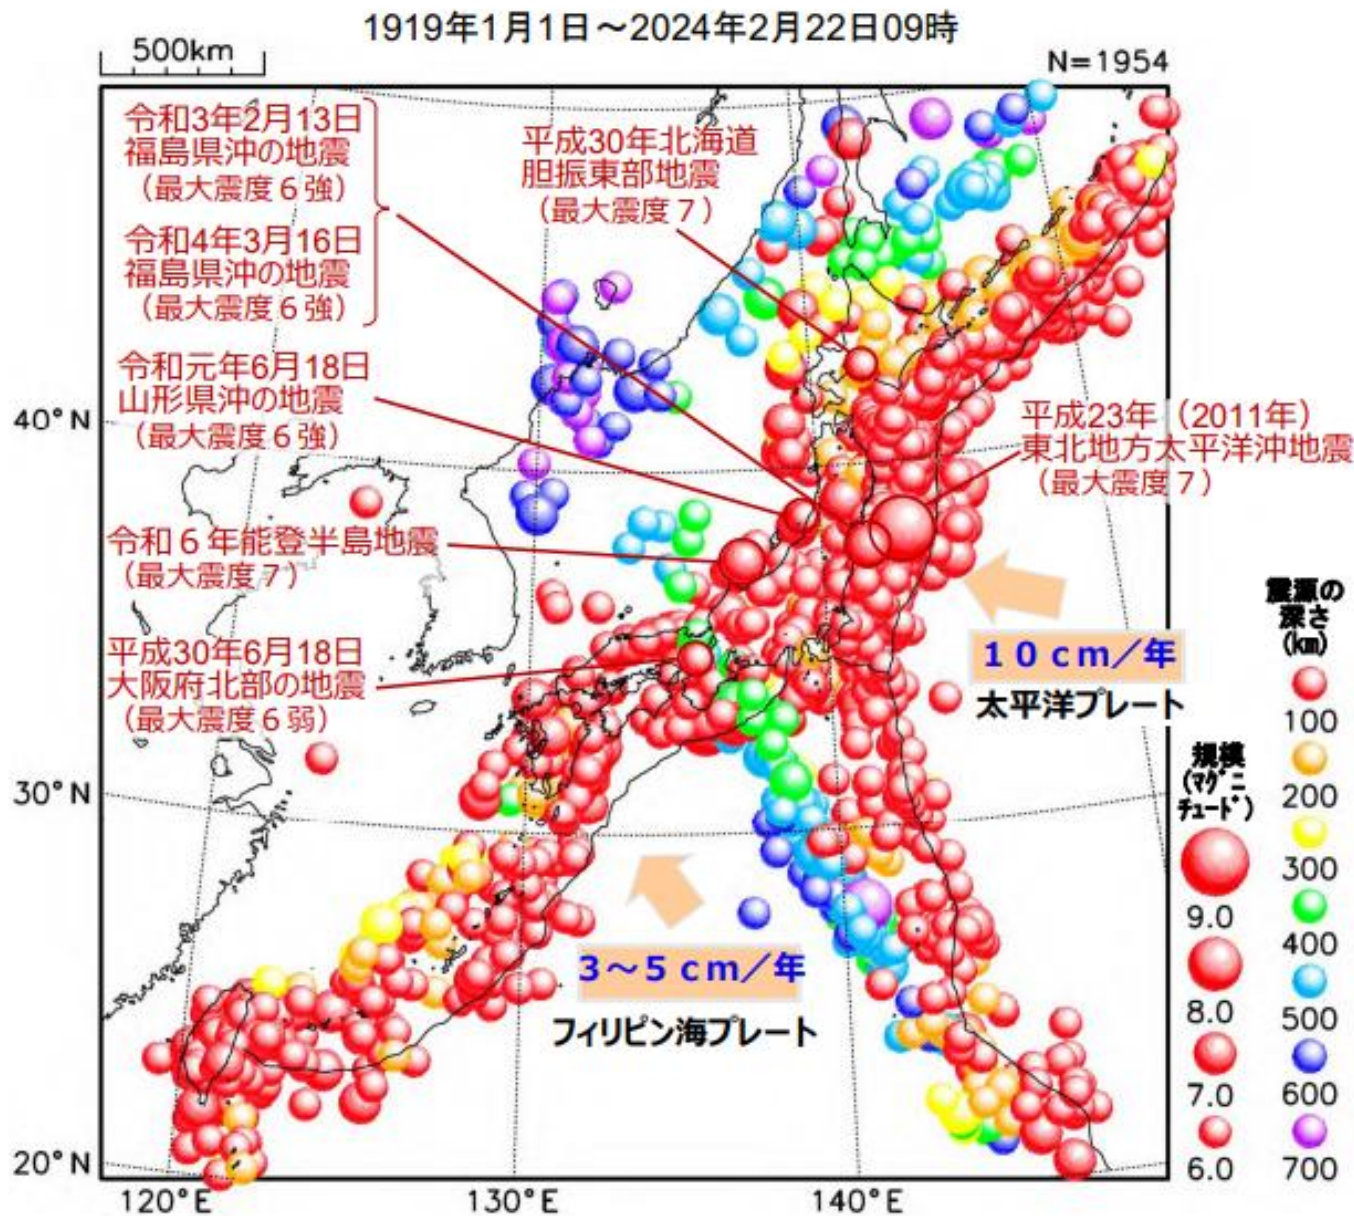 1919年1月1日～2024年2月22日09時
500km
N=1954
令和3年2月13日
福島県沖の地震
（最大震度６強）
令和4年3月16日
福島県沖の地震
（最大震度６強）
平成30年北海道
胆振東部地震
（最大震度７）
令和元年6月18日
山形県沖の地震
（最大震度６強）
40°N
平成23年（2011年）
東北地方太平洋沖地震
（最大震度７）
令和６年能登半島地震
（最大震度７）
平成30年6月18日
大阪府北部の地震
（最大震度６弱）
１０ｃｍ／年
太平洋プレート
30°N
３～５ｃｍ／年
フィリピン海プレート
20°N
120°E
130°E
140°E
規模
(ﾏｸﾞﾆ
ﾁｭｰﾄﾞ)
9.0
8.0
7.0
6.0
震源の
深さ
(km)
100
200
300
400
500
600
700